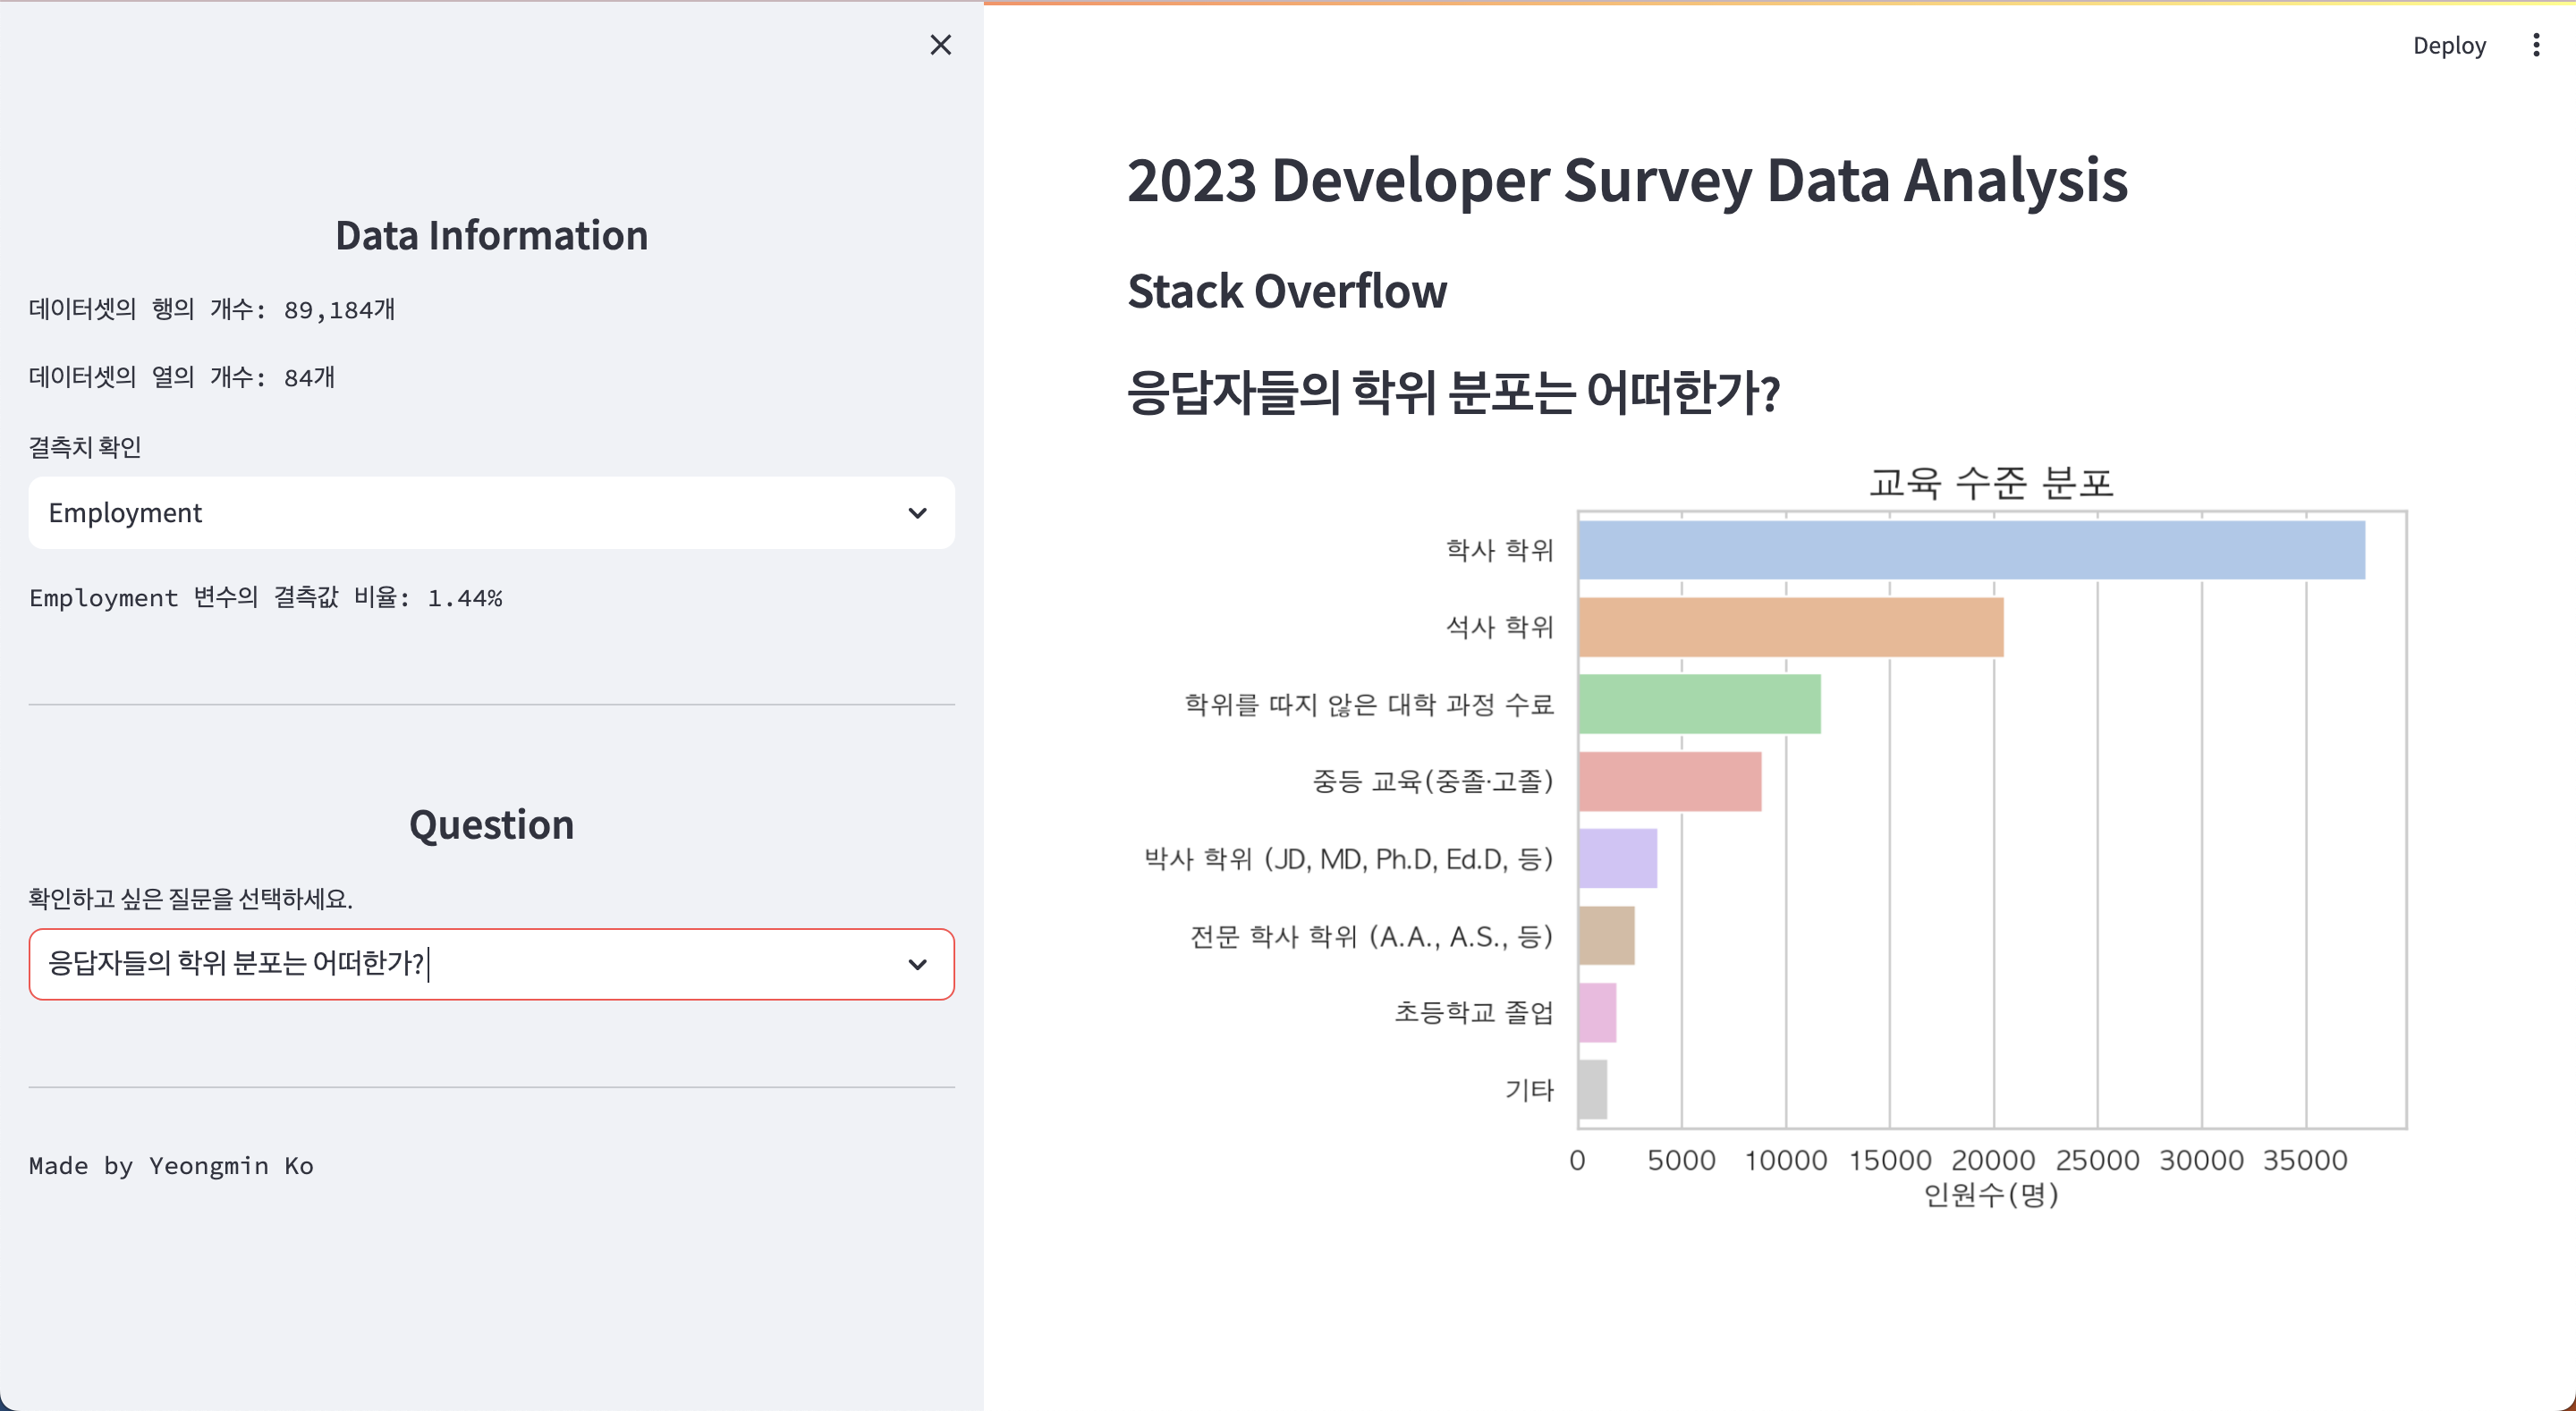 Deploy
Data Information
데이터셋의 행의 개수: 89,184개
데이터셋의 열의 개수: 84개
결측치 확인
Employment
Employment 변수의 결측값 비율: 1.44%
Question
확인하고 싶은 질문을 선택하세요.
응답자들의 학위 분포는 어떠한가?
Made by Yeongmin Ko
2023 Developer Survey Data Analysis
Stack Overflow
응답자들의 학위 분포는 어떠한가?
교육 수준 분포
학사 학위
석사 학위
학위를 따지 않은 대학 과정 수료
중등 교육(중졸·고졸)
박사 학위 (JD, MD, Ph.D, Ed.D, 등)
전문 학사 학위 (A.A., A.S., 등)
초등학교 졸업
기타
0 5000 10000 15000 20000 25000 30000 35000
인원수(명)